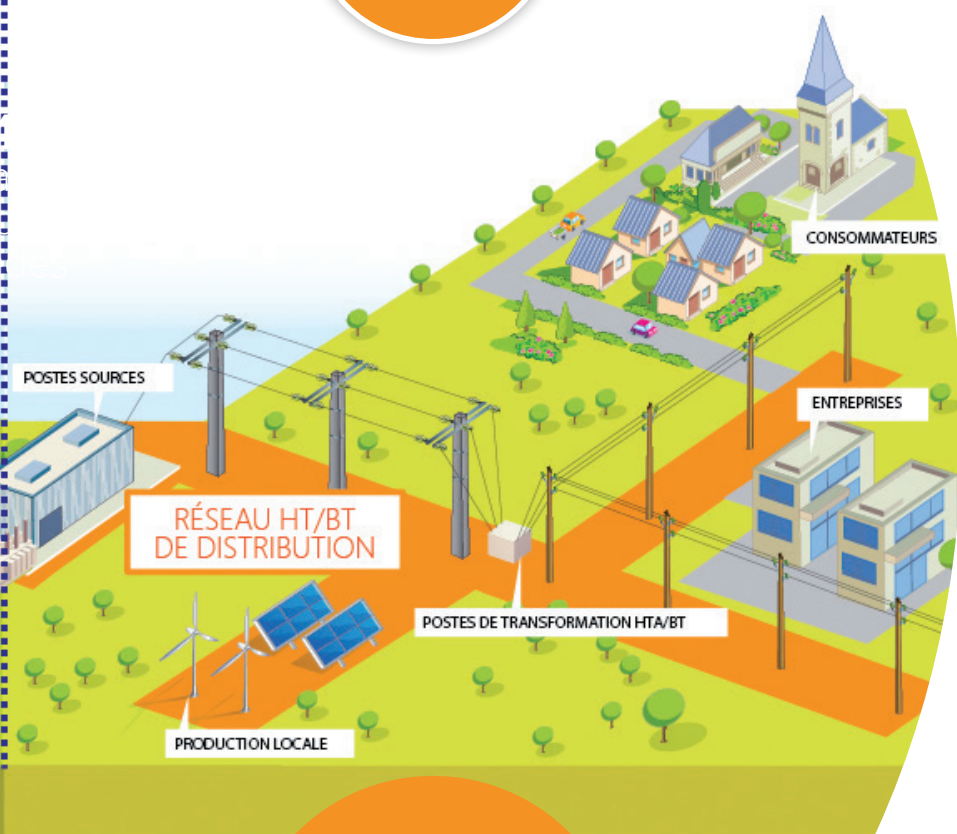 CONSOMMATEURS
POSTES SOURCES
ENTREPRISES
RÉSEAU HT/BT
DE DISTRIBUTION
POSTES DE TRANSFORMATION HTA/BT
PRODUCTION LOCALE